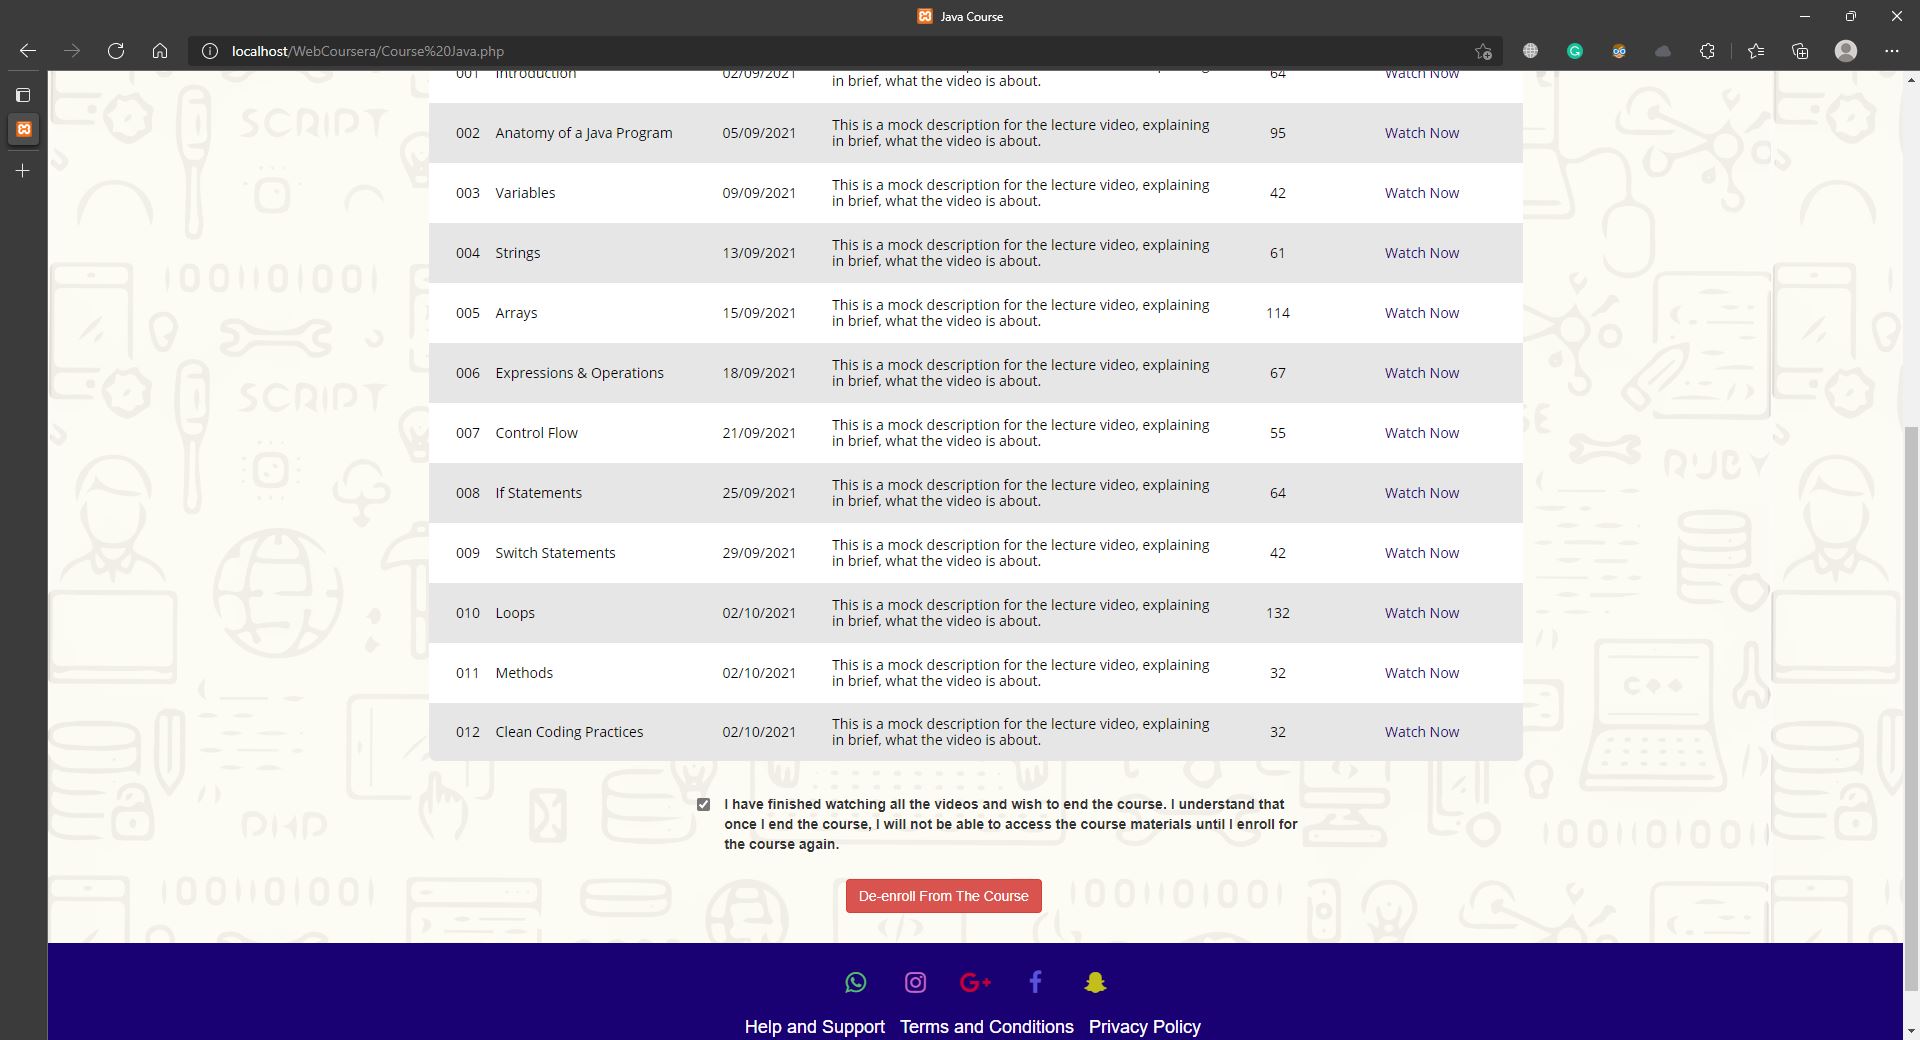 Java Course
localhost/WebCoursera/Course%20Java.php
001 Introduction 02/09/2021 in brief, what the video is about. 64 Watch Now
002 Anatomy of a Java Program 05/09/2021 This is a mock description for the lecture video, explaining
in brief, what the video is about. 95 Watch Now
003 Variables 09/09/2021 This is a mock description for the lecture video, explaining
in brief, what the video is about. 42 Watch Now
004 Strings 13/09/2021 This is a mock description for the lecture video, explaining
in brief, what the video is about. 61 Watch Now
005 Arrays 15/09/2021 This is a mock description for the lecture video, explaining
in brief, what the video is about. 114 Watch Now
006 Expressions & Operations 18/09/2021 This is a mock description for the lecture video, explaining
in brief, what the video is about. 67 Watch Now
007 Control Flow 21/09/2021 This is a mock description for the lecture video, explaining
in brief, what the video is about. 55 Watch Now
008 If Statements 25/09/2021 This is a mock description for the lecture video, explaining
in brief, what the video is about. 64 Watch Now
009 Switch Statements 29/09/2021 This is a mock description for the lecture video, explaining
in brief, what the video is about. 42 Watch Now
010 Loops 02/10/2021 This is a mock description for the lecture video, explaining
in brief, what the video is about. 132 Watch Now
011 Methods 02/10/2021 This is a mock description for the lecture video, explaining
in brief, what the video is about. 32 Watch Now
012 Clean Coding Practices 02/10/2021 This is a mock description for the lecture video, explaining
in brief, what the video is about. 32 Watch Now
I have finished watching all the videos and wish to end the course. I understand that
once I end the course, I will not be able to access the course materials until I enroll for
the course again.
De-enroll From The Course
Help and Support Terms and Conditions Privacy Policy
SCRIPT
100110101001
SCRIPT
RUBY
C++
PHP